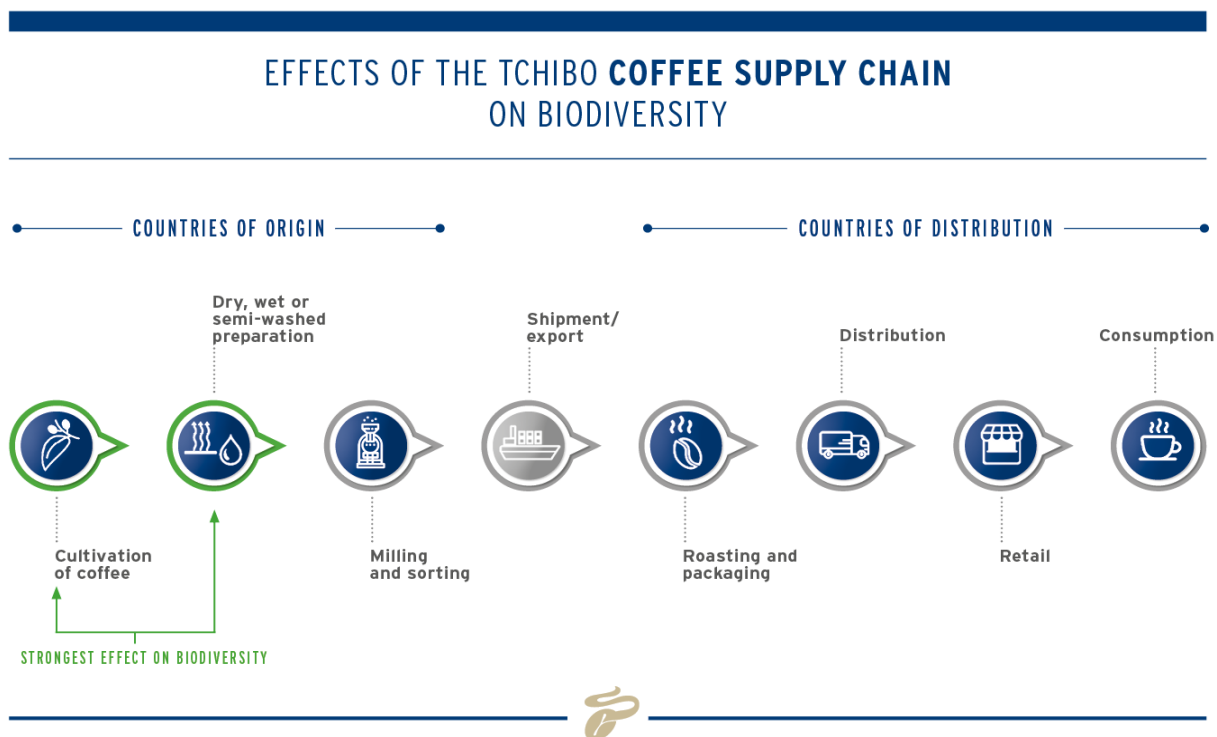 EFFECTS OF THE TCHIBO COFFEE SUPPLY CHAIN
ON BIODIVERSITY
COUNTRIES OF ORIGIN
COUNTRIES OF DISTRIBUTION
Dry, wet or
semi-washed
preparation
Shipment/
export
Distribution
Consumption
Cultivation
of coffee
Milling
and sorting
Roasting and
packaging
Retail
STRONGEST EFFECT ON BIODIVERSITY